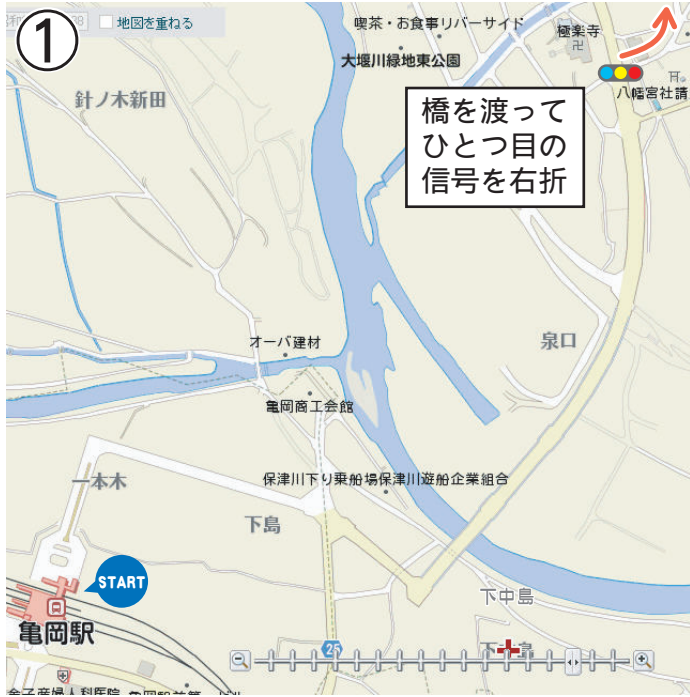 ①
地図を重ねる
喫茶・お食事リバーサイド
極楽寺
大堰川緑地東公園
針ノ木新田
八幡宮社請
橋を渡って
ひとつ目の
信号を右折
オーバ建材
泉口
亀岡商工会館
一本木
保津川下り乗船場保津川遊船企業組合
下島
START
下中島
亀岡駅
25